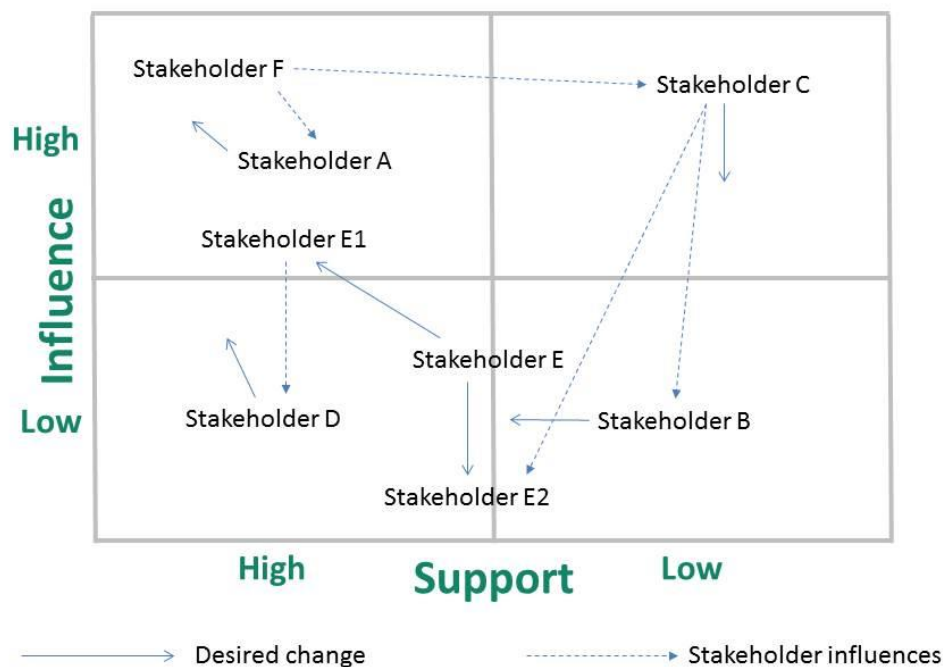 Stakeholder F
Stakeholder C
High
Stakeholder A
Stakeholder E1
Influence
Stakeholder E
Low
Stakeholder D
Stakeholder B
Stakeholder E2
High
Support
Low
Desired change
Stakeholder influences